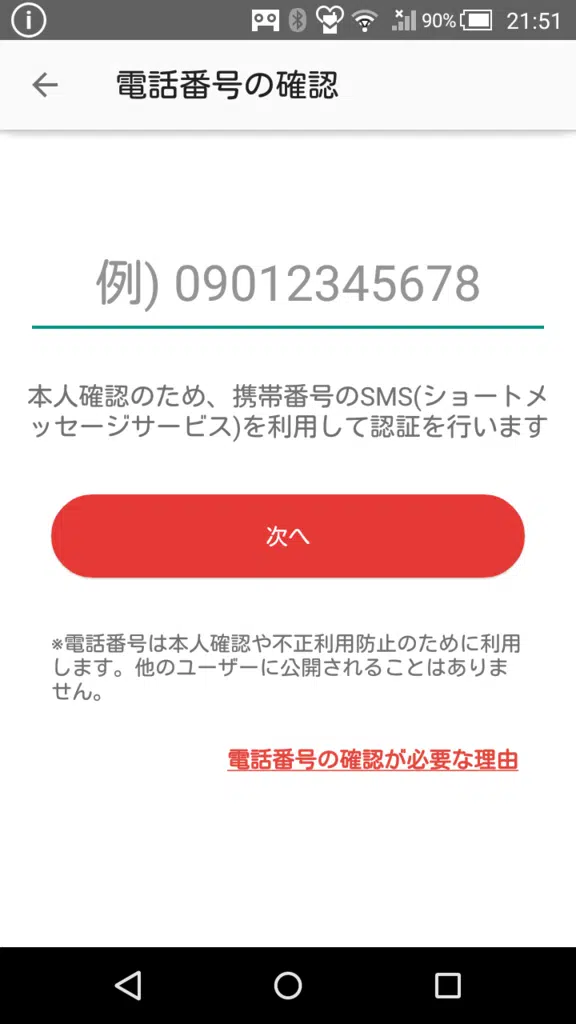 90% 21:51
電話番号の確認
例) 09012345678
本人確認のため、携帯番号のSMS(ショートメ
ッセージサービス)を利用して認証を行います
次へ
※電話番号は本人確認や不正利用防止のために利用
します。他のユーザーに公開されることはありま
せん。
電話番号の確認が必要な理由